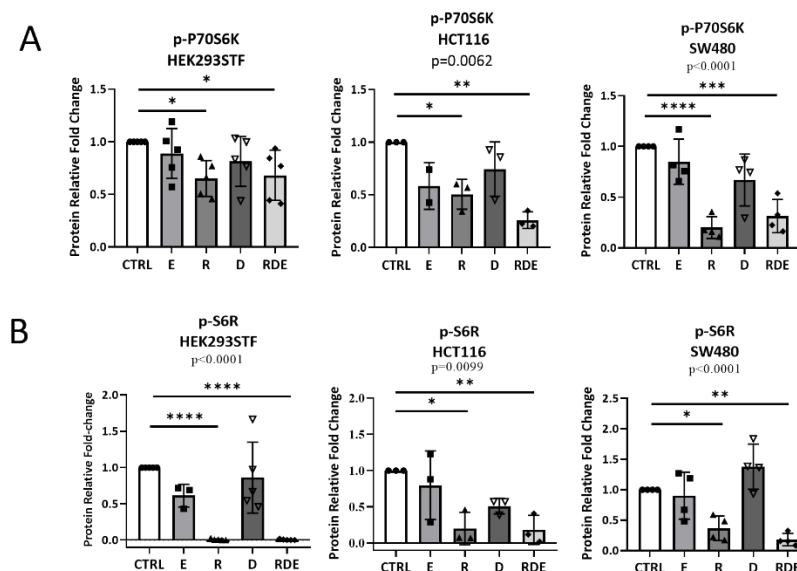 A
p-P70S6K
HEK293STF
*
*
Protein Relative Fold Change
1.5
1.0
0.5
0.0
CTRL E R D RDE
p-P70S6K
HCT116
p=0.0062
**
*
Protein Relative Fold Change
1.5
1.0
0.5
0.0
CTRL E R D RDE
p-P70S6K
SW480
p<0.0001
***
****
Protein Relative Fold Change
1.5
1.0
0.5
0.0
CTRL E R D RDE
B
p-S6R
HEK293STF
p<0.0001
****
****
Protein Relative Fold-change
2.0
1.5
1.0
0.5
0.0
CTRL E R D RDE
p-S6R
HCT116
p=0.0099
**
*
Protein Relative Fold Change
2.0
1.5
1.0
0.5
0.0
CTRL E R D RDE
p-S6R
SW480
p<0.0001
**
*
Protein Relative Fold Change
2.5
2.0
1.5
1.0
0.5
0.0
CTRL E R D RDE